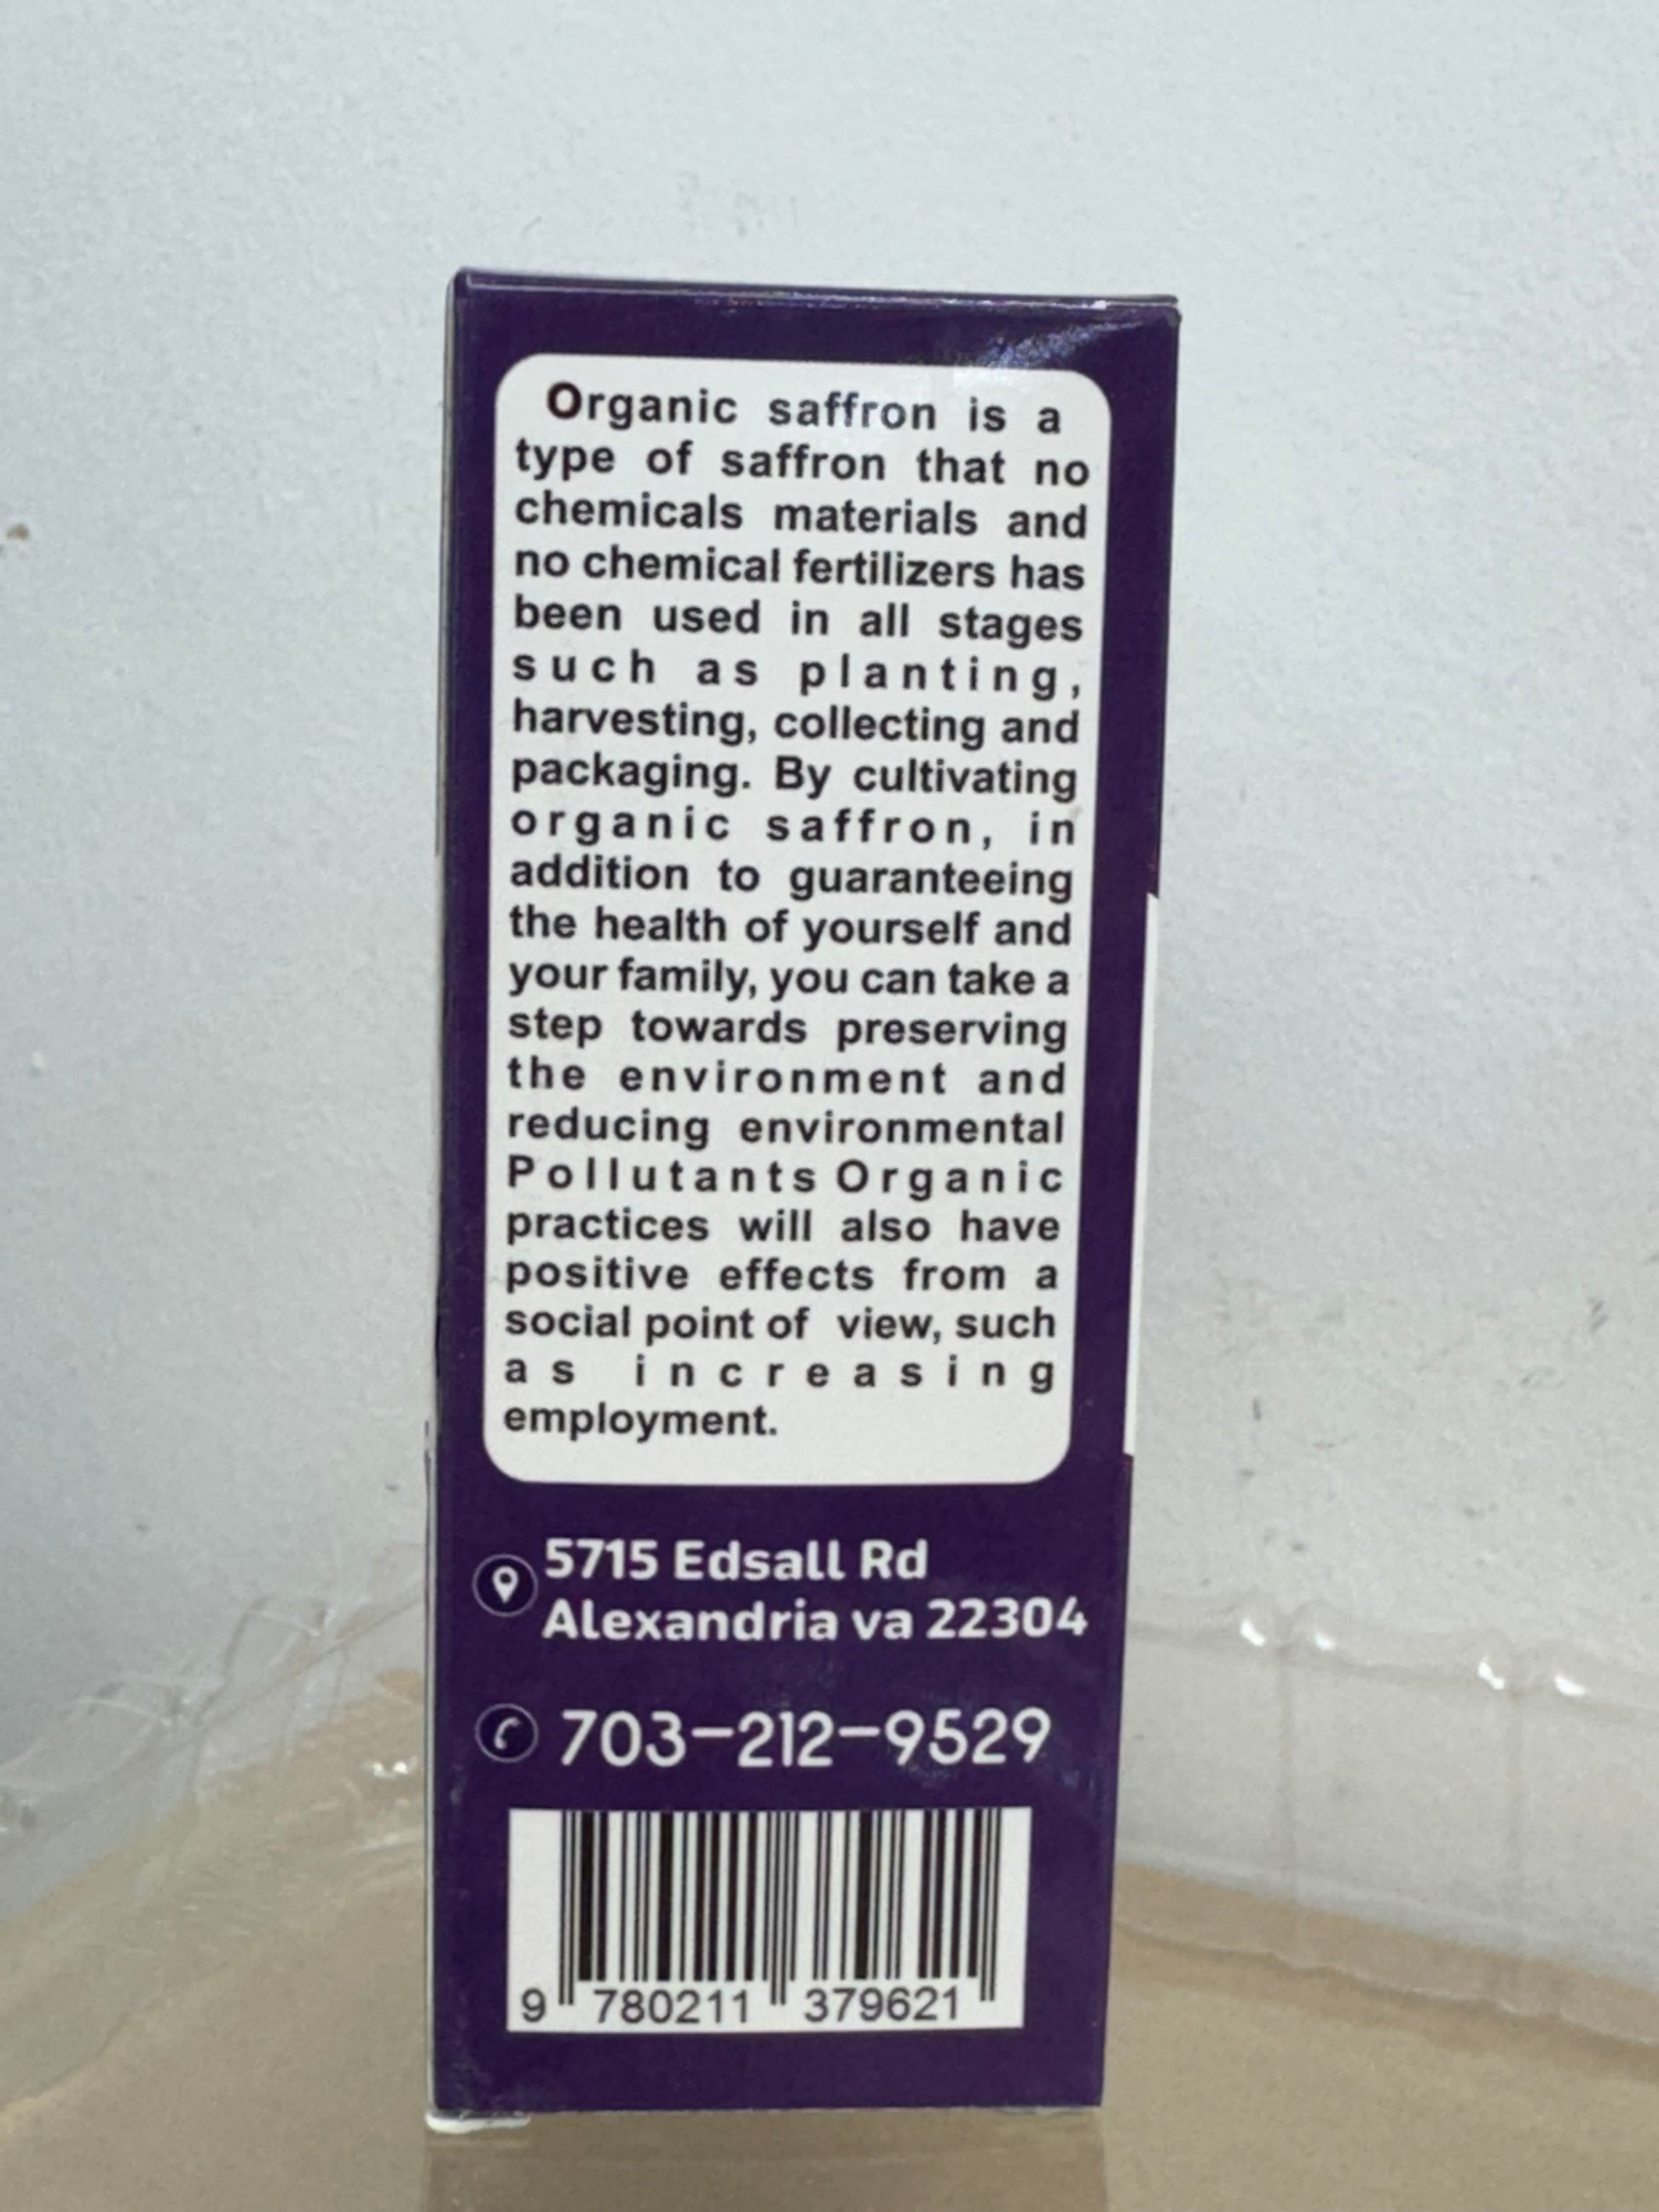 Organic saffron is a
type of saffron that no
chemicals materials and
no chemical fertilizers has
been used in all stages
such as planting,
harvesting, collecting and
packaging. By cultivating
organic saffron, in
addition to guaranteeing
the health of yourself and
your family, you can take a
step towards preserving
the environment and
reducing environmental
Pollutants Organic
practices will also have
positive effects from a
social point of view, such
as increasing
employment.
5715 Edsall Rd
Alexandria va 22304
703-212-9529
9 780211 379621